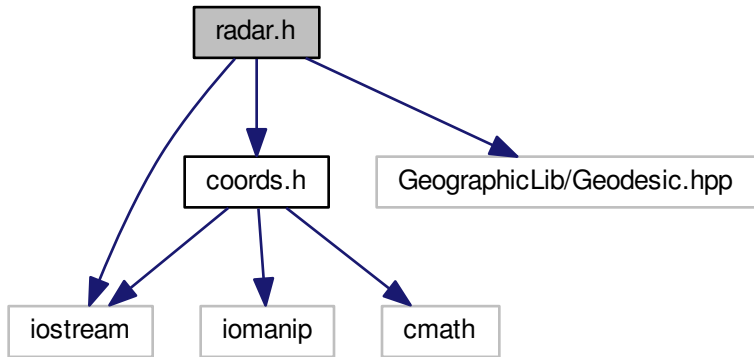 radar.h
coords.h
GeographicLib/Geodesic.hpp
iostream
iomanip
cmath